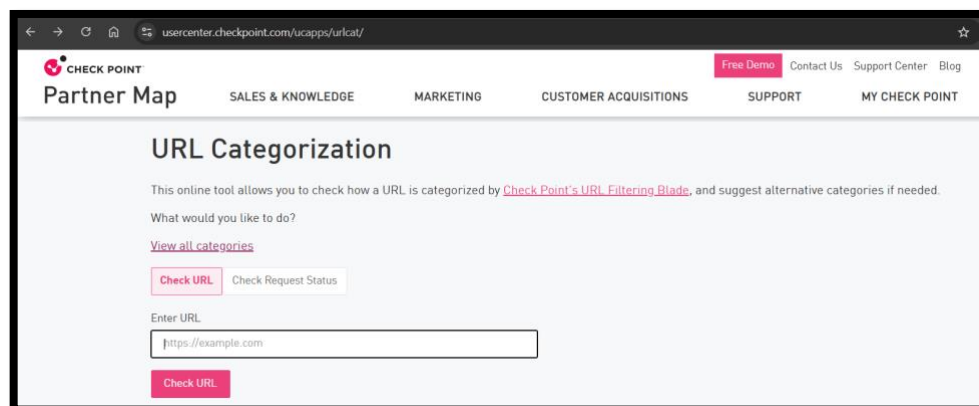 usercenter.checkpoint.com/ucapps/urlcat/
CHECK POINT
Free Demo Contact Us Support Center Blog
Partner Map SALES & KNOWLEDGE MARKETING CUSTOMER ACQUISITIONS SUPPORT MY CHECK POINT
URL Categorization
This online tool allows you to check how a URL is categorized by Check Point's URL Filtering Blade, and suggest alternative categories if needed.
What would you like to do?
View all categories
Check URL Check Request Status
Enter URL
https://example.com
Check URL